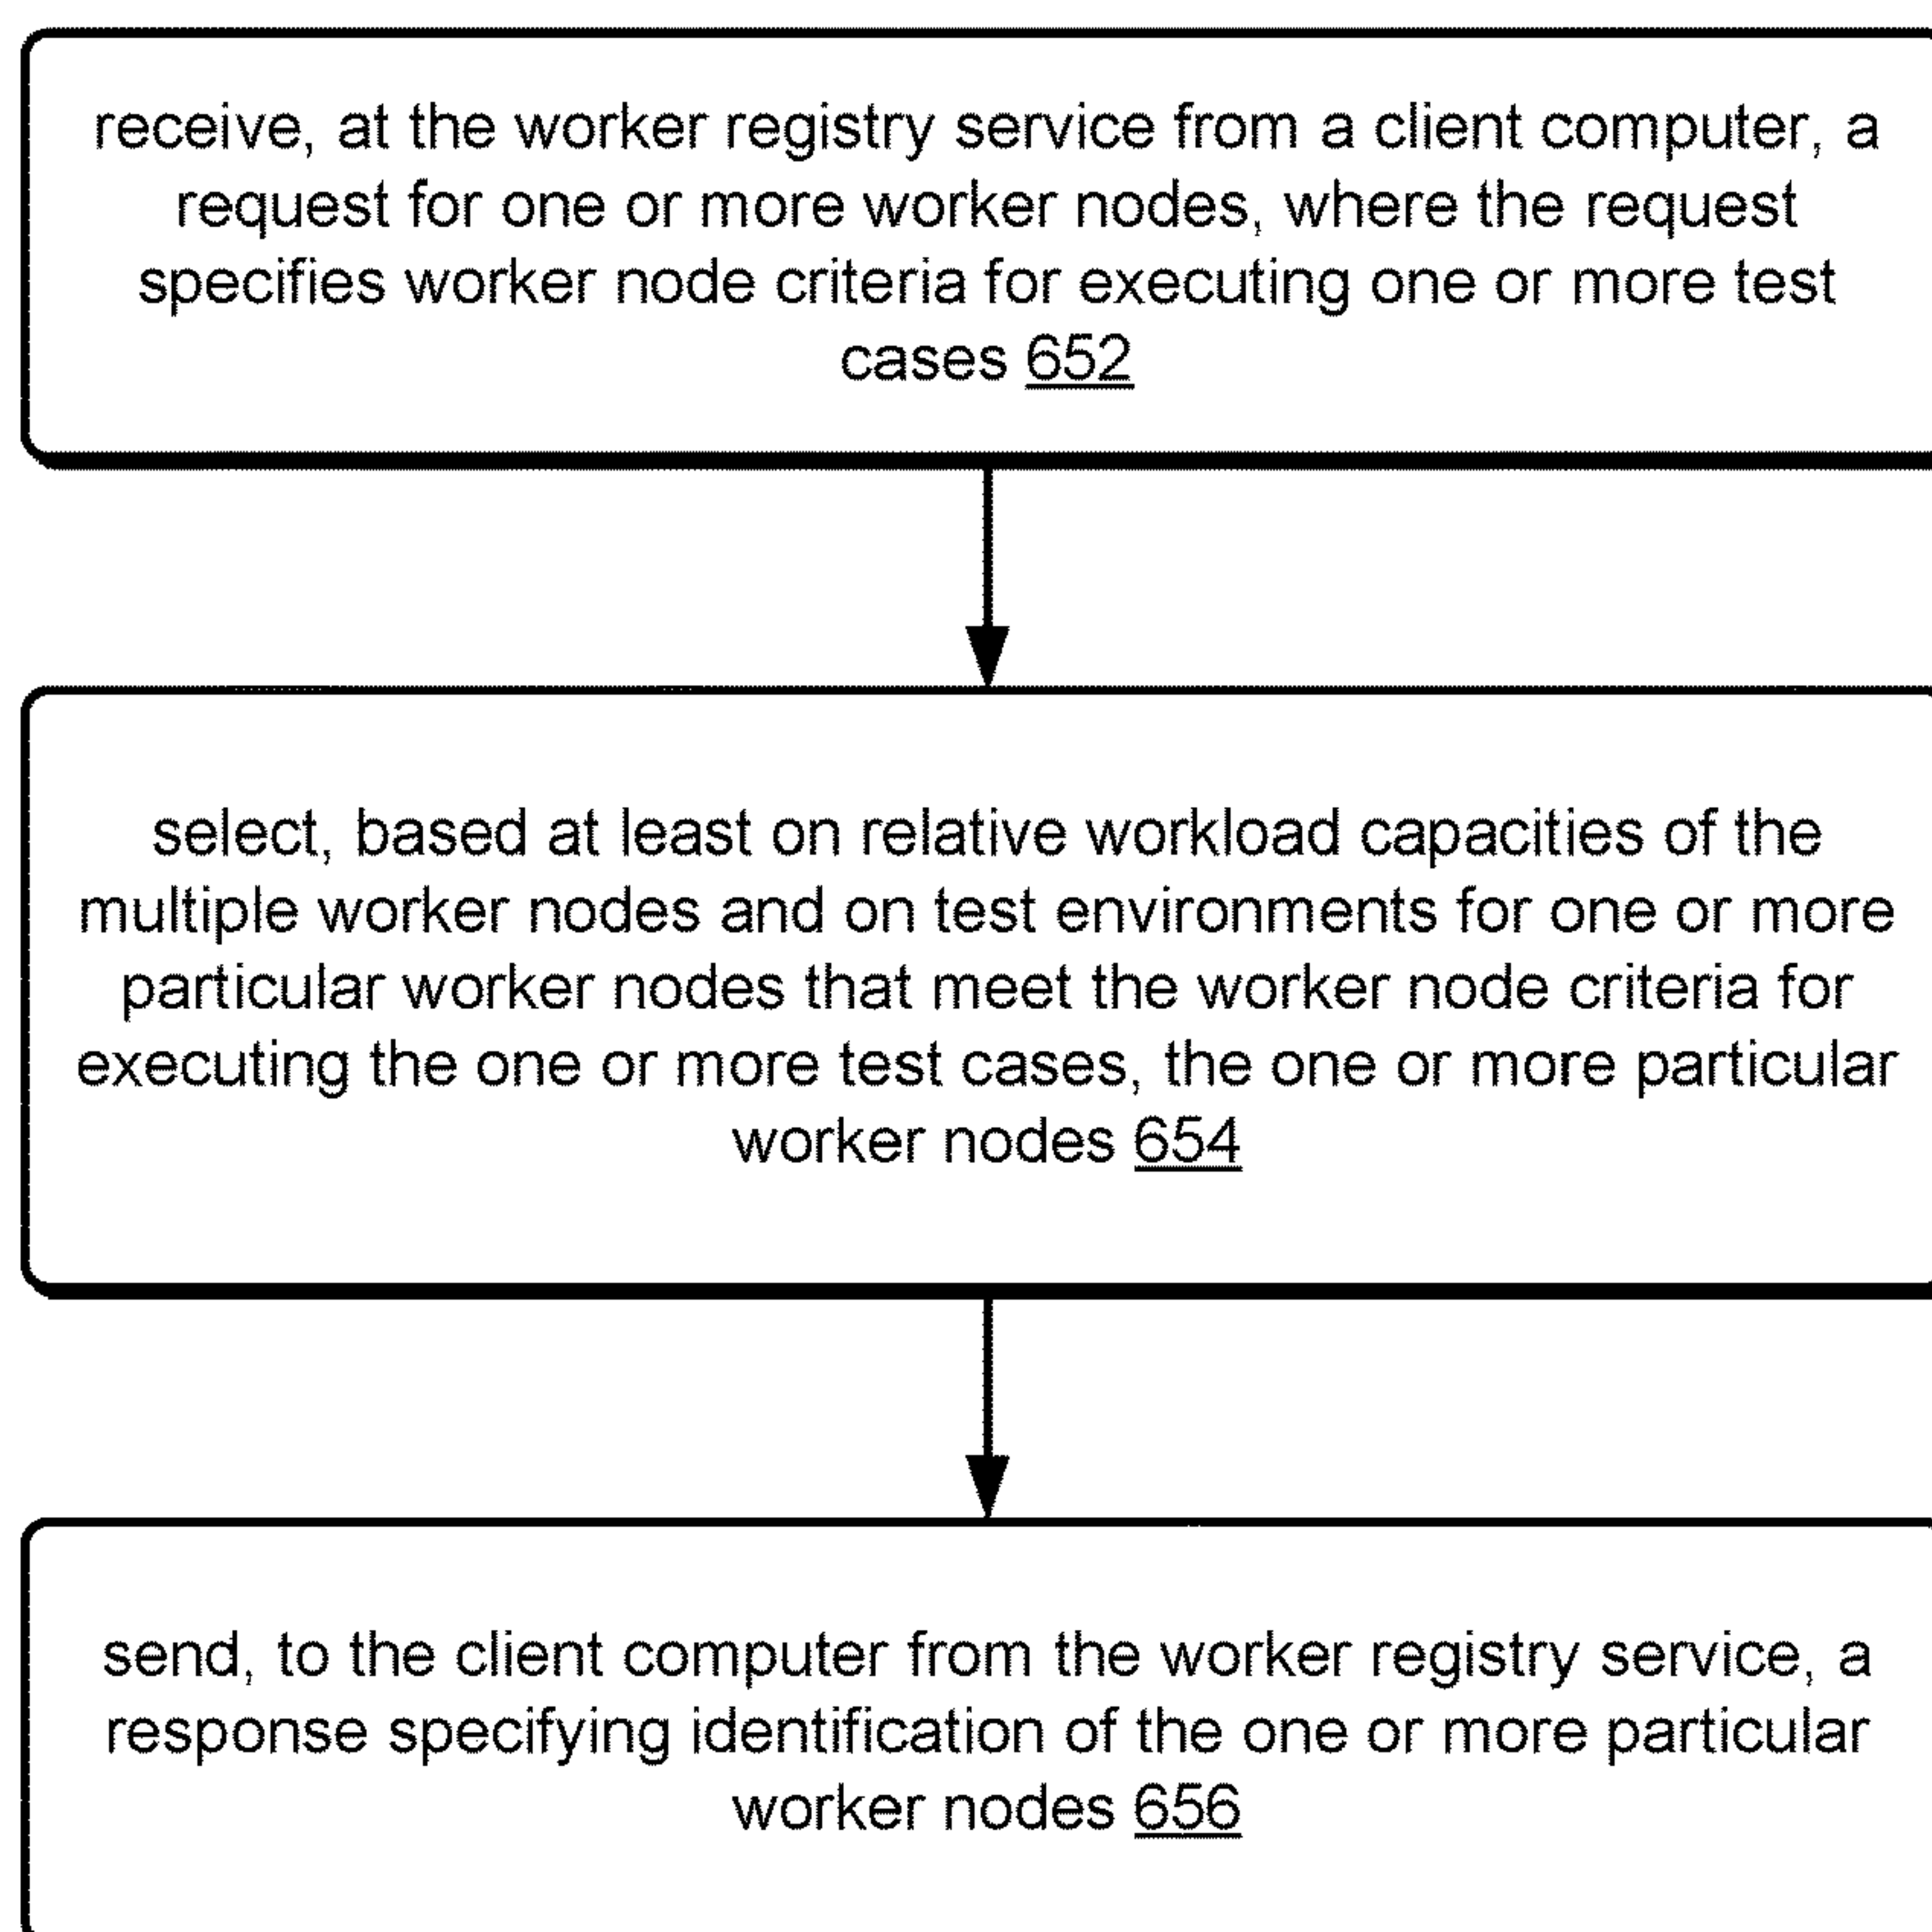 receive, at the worker registry service from a client computer, a
request for one or more worker nodes, where the request
specifies worker node criteria for executing one or more test
cases 652
select, based at least on relative workload capacities of the
multiple worker nodes and on test environments for one or more
particular worker nodes that meet the worker node criteria for
executing the one or more test cases, the one or more particular
worker nodes 654
send, to the client computer from the worker registry service, a
response specifying identification of the one or more particular
worker nodes 656